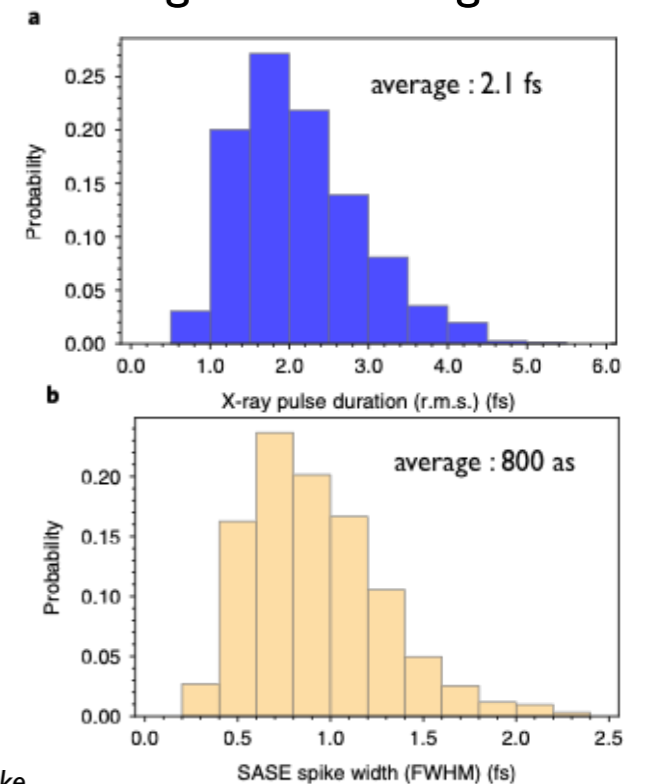 a
average : 2.1 fs
Probability
0.25
0.20
0.15
0.10
0.05
0.00
0.0 1.0 2.0 3.0 4.0 5.0 6.0
X-ray pulse duration (r.m.s.) (fs)
b
average : 800 as
Probability
0.20
0.15
0.10
0.05
0.00
0.0 0.5 1.0 1.5 2.0 2.5
SASE spike width (FWHM) (fs)